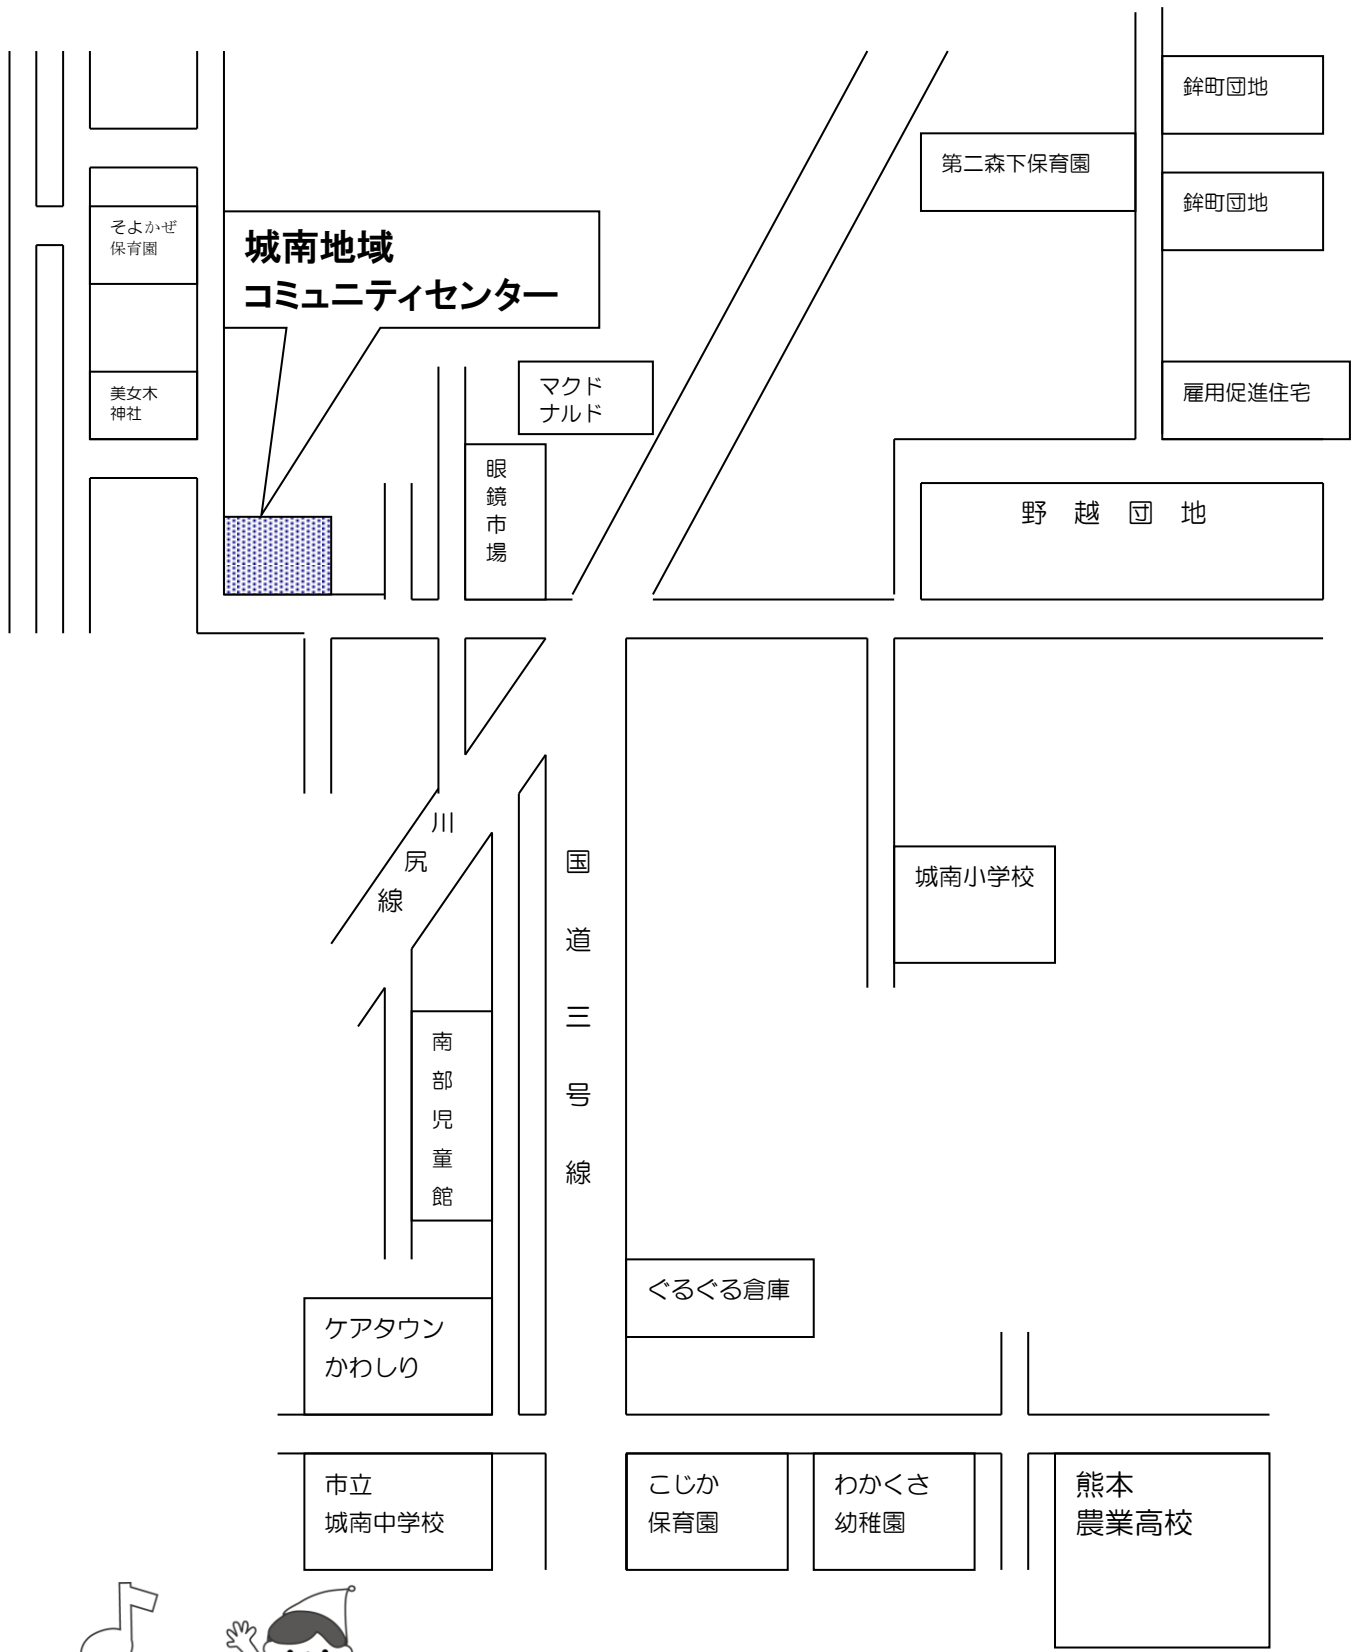 鉾町団地
第二森下保育園
鉾町団地
そよかぜ
保育園
城南地域
コミュニティセンター
マクド
ナルド
雇用促進住宅
美女木
神社
眼鏡市場
野越団地
川尻線
国道三号線
城南小学校
南部児童館
ぐるぐる倉庫
ケアタウン
かわしり
市立
城南中学校
こじか
保育園
わかくさ
幼稚園
熊本
農業高校